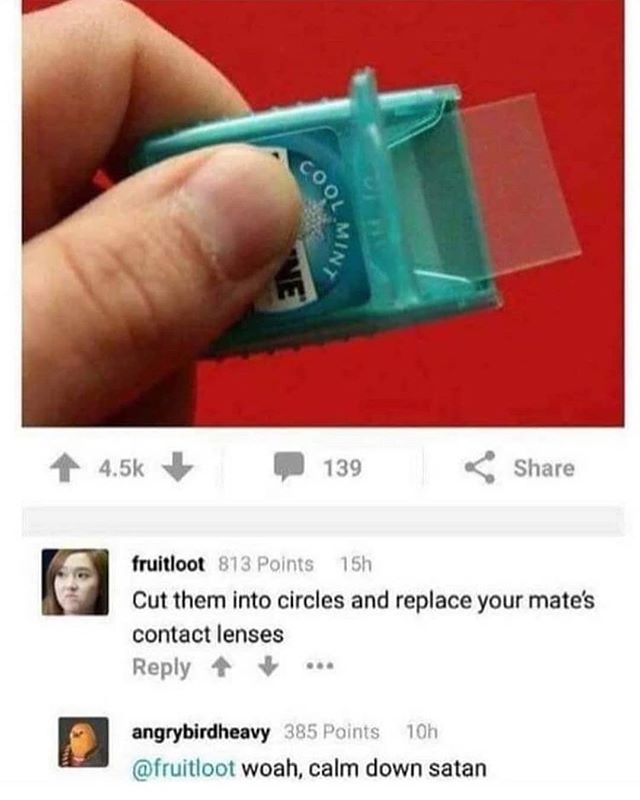 COOL MINT
NE
4.5k
139
Share
fruitloot 813 Points 15h
Cut them into circles and replace your mate's
contact lenses
Reply
angrybirdheavy 385 Points 10h
@fruitloot woah, calm down satan